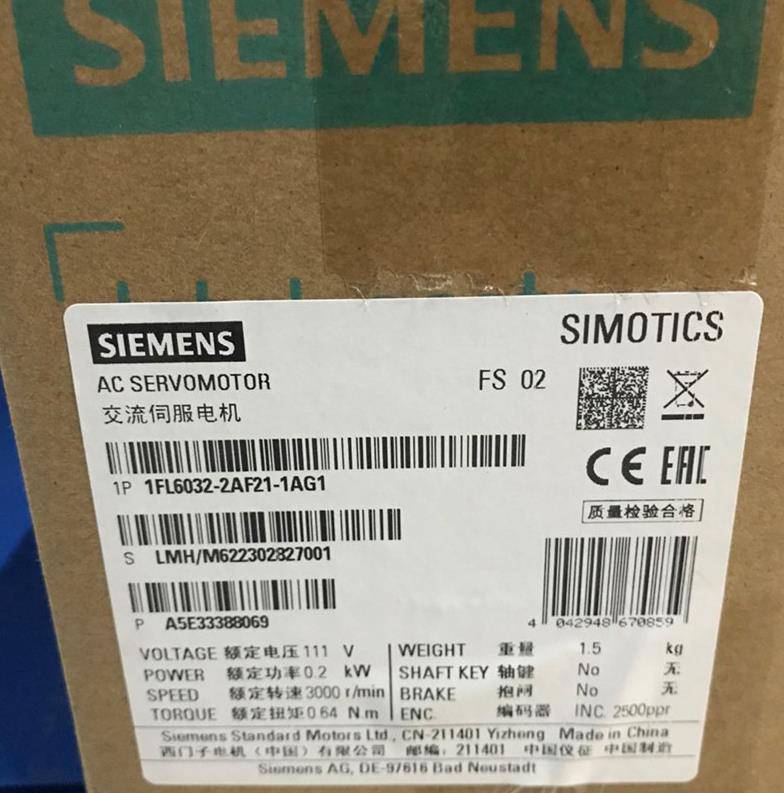 SIEMENS
SIEMENS
SIMOTICS
AC SERVOMOTOR
FS 02
交流伺服电机
1P 1FL6032-2AF21-1AG1
CE EAC
质量检验合格
S LMH/M622302827001
P A5E33388069
4 042948 670859
VOLTAGE 额定电压 111 V
POWER 额定功率 0.2 kW
SPEED 额定转速 3000 r/min
TORQUE 额定扭矩 0.64 N.m
WEIGHT 重量 1.5 kg
SHAFT KEY 轴键 No 无
BRAKE 抱闸 No 无
ENC. 编码器 INC. 2500ppr
Siemens Standard Motors Ltd., CN-211401 Yizheng Made in China
西门子电机（中国）有限公司 邮编: 211401 中国仪征 中国制造
Siemens AG, DE-97616 Bad Neustadt